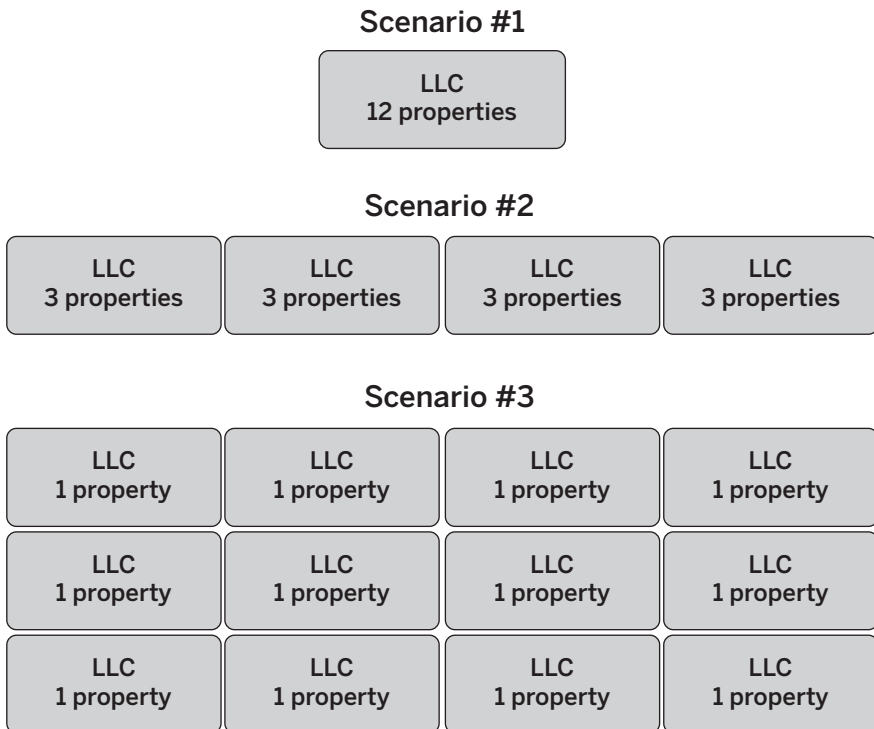 Scenario #1
LLC
12 properties
Scenario #2
LLC
3 properties
LLC
3 properties
LLC
3 properties
LLC
3 properties
Scenario #3
LLC
1 property
LLC
1 property
LLC
1 property
LLC
1 property
LLC
1 property
LLC
1 property
LLC
1 property
LLC
1 property
LLC
1 property
LLC
1 property
LLC
1 property
LLC
1 property